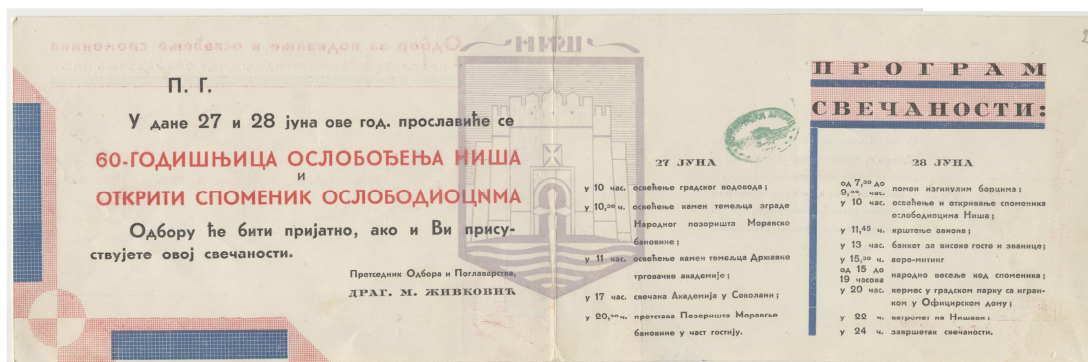 П. Г.
У дане 27 и 28 јуна ове год. прославиће се
60-ГОДИШЊИЦА ОСЛОБОЂЕЊА НИША
и
ОТКРИТИ СПОМЕНИК ОСЛОБОДИОЦИМА
Одбору ће бити пријатно, ако и Ви прису-
ствујете овој свечаности.
Претседник Одбора и Поглаварства,
ДРАГ. М. ЖИВКОВИЋ
НИШ
ПРОГРАМ
СВЕЧАНОСТИ:
27 ЈУНА
у 10 час. освећење градског водовода;
у 10,30 ч. освећење камен темељца зграде
Народног позоришта Моравско
бановине;
у 11 час. освећење камен темељца Државно
трговачке академије;
у 17 час. свечана Академија у Соколани;
у 20,30 ч. претстава Позоришта Моравске
бановине у част гостију.
28 ЈУНА
од 7,30 до
9,00 час. помен изгинулим борцима;
у 10 час. освећење и откривање споменика
ослободиоцима Ниша;
у 11,45 ч. крштење авиона;
у 13 час. банкет за високе госте и званице;
у 15,30 ч. аеро-митинг
од 15 до
19 часова народно весеље код споменика;
у 20 час. кермес у градском парку са игран-
ком у Официрском дому;
у 22 ч. ватромет на Нишави;
у 24 ч. завршетак свечаности.